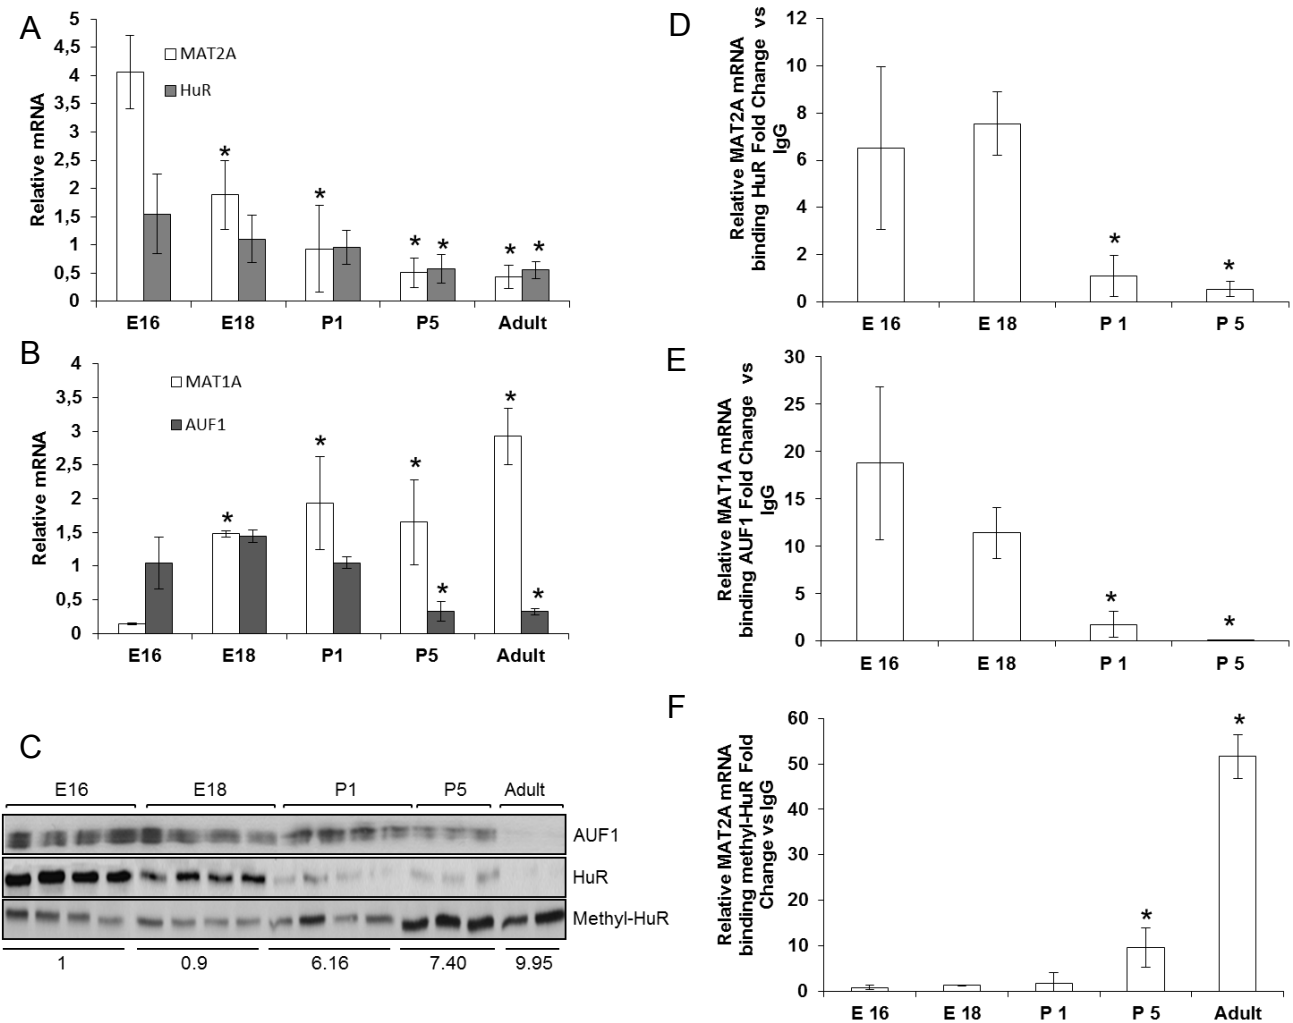 A
Relative mRNA
5
4,5
4
3,5
3
2,5
2
1,5
1
0,5
0
MAT2A
HuR
*
*
*
*
*
*
E16
E18
P1
P5
Adult
B
Relative mRNA
4
3,5
3
2,5
2
1,5
1
0,5
0
MAT1A
AUF1
*
*
*
*
*
*
E16
E18
P1
P5
Adult
C
E16
E18
P1
P5
Adult
AUF1
HuR
Methyl-HuR
1
0.9
6.16
7.40
9.95
D
Relative MAT2A mRNA
binding HuR Fold Change vs
IgG
12
10
8
6
4
2
0
*
*
E 16
E 18
P 1
P 5
E
Relative MAT1A mRNA
binding AUF1 Fold Change vs
IgG
30
25
20
15
10
5
0
*
*
E 16
E 18
P 1
P 5
F
Relative MAT2A mRNA
binding methyl-HuR Fold
Change vs IgG
60
50
40
30
20
10
0
*
*
E 16
E 18
P 1
P 5
Adult